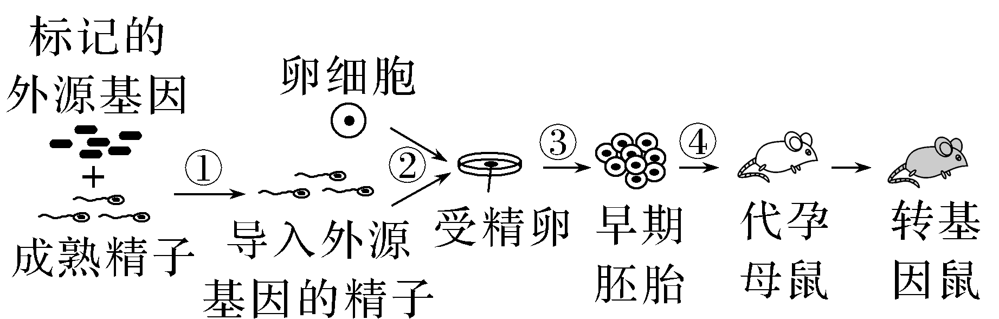 标记的
外源基因
+
成熟精子
①
导入外源
基因的精子
卵细胞
②
受精卵
③
早期
胚胎
④
代孕
母鼠
转基
因鼠